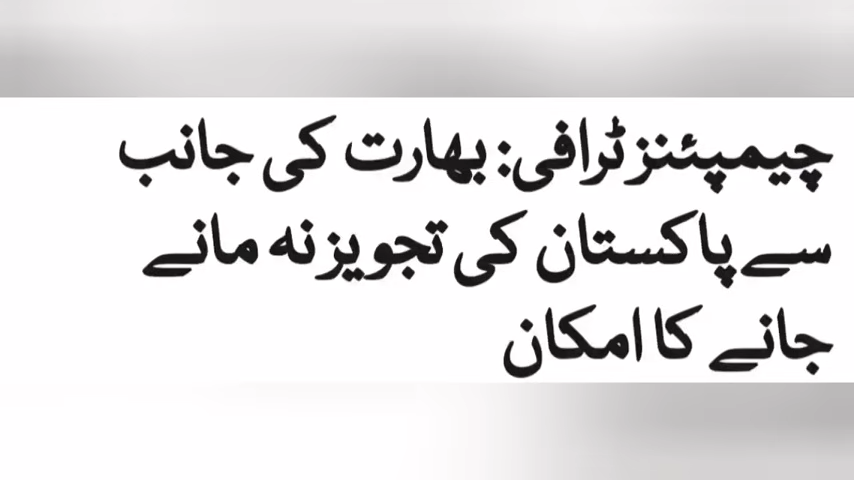 چیمپئنز ٹرافی: بھارت کی جانب
سے پاکستان کی تجویز نہ مانے
جانے کا امکان